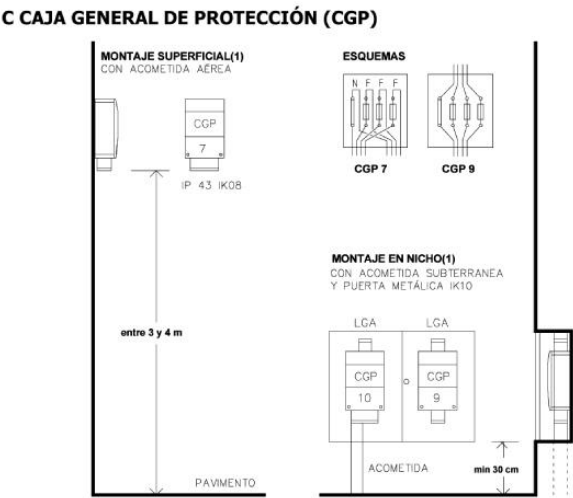 C CAJA GENERAL DE PROTECCIÓN (CGP)
MONTAJE SUPERFICIAL(1)
CON ACOMETIDA AÉREA
CGP
7
IP 43 IK08
entre 3 y 4 m
PAVIMENTO
ESQUEMAS
N F F F
CGP 7
CGP 9
MONTAJE EN NICHO(1)
CON ACOMETIDA SUBTERRANEA
Y PUERTA METÁLICA IK10
LGA LGA
CGP CGP
10 9
ACOMETIDA
min 30 cm